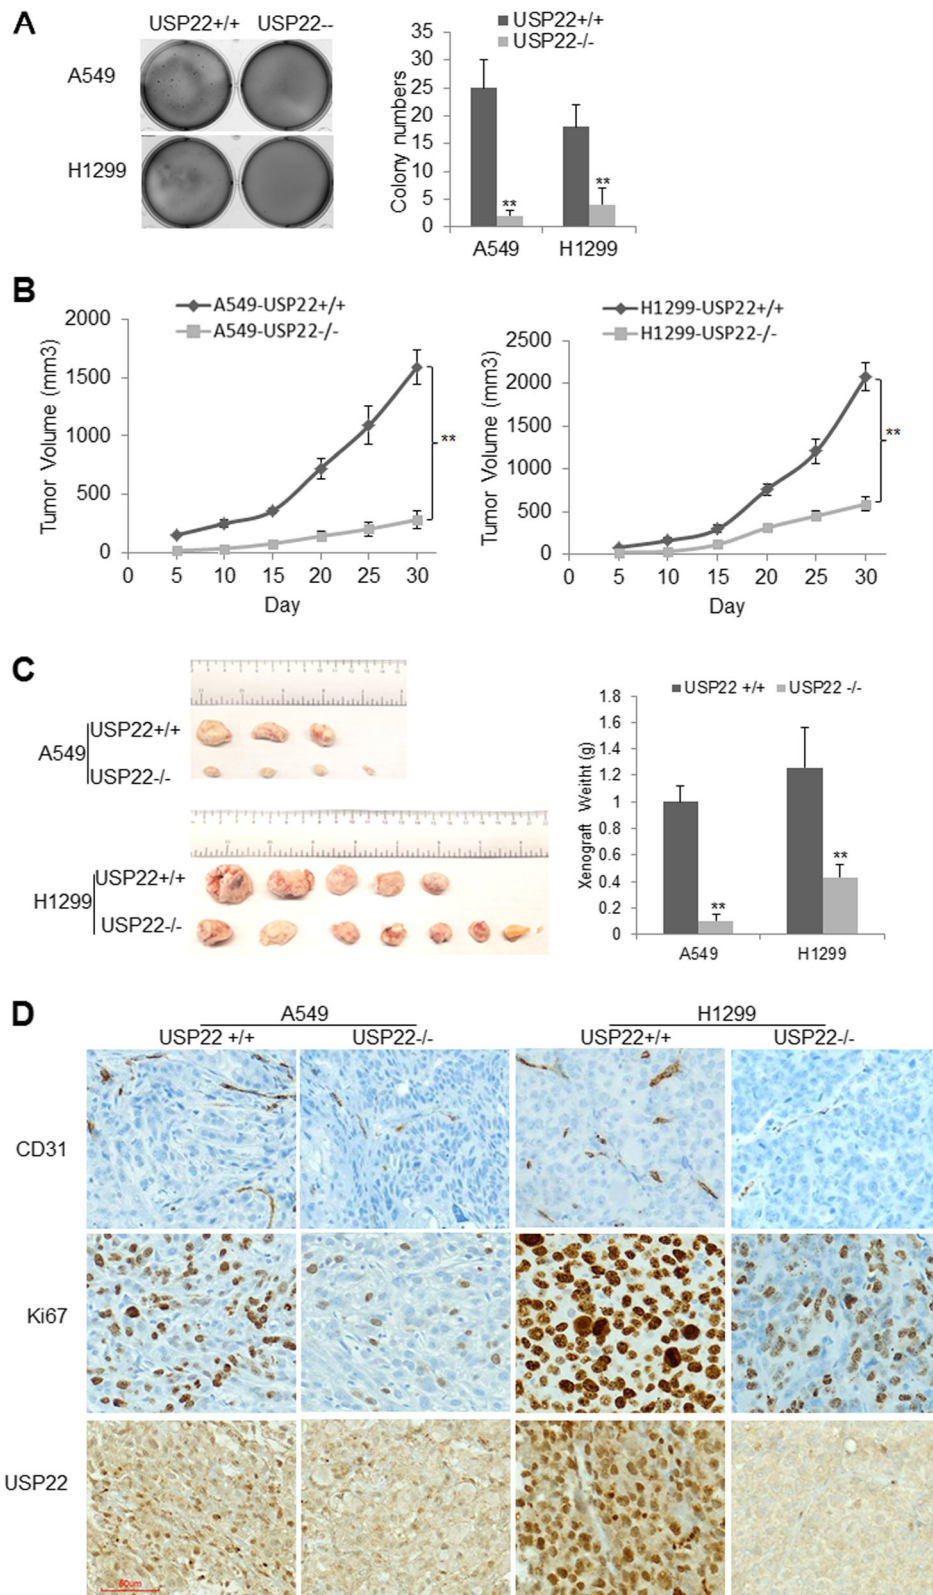 A
USP22+/+ USP22--
A549
H1299
USP22+/+
USP22-/-
Colony numbers
40
35
30
25
20
15
10
5
0
A549 H1299
**
**
B
A549-USP22+/+
A549-USP22-/-
Tumor Volume (mm3)
2000
1500
1000
500
0
0 5 10 15 20 25 30
Day
**
H1299-USP22+/+
H1299-USP22-/-
Tumor Volume (mm3)
2500
2000
1500
1000
500
0
0 5 10 15 20 25 30
Day
**
C
A549
USP22+/+
USP22-/-
H1299
USP22+/+
USP22-/-
USP22 +/+ USP22 -/-
Xenograft Weitht (g)
1.8
1.6
1.4
1.2
1
0.8
0.6
0.4
0.2
0
A549 H1299
**
**
D
A549 H1299
USP22 +/+ USP22-/- USP22+/+ USP22-/-
CD31
Ki67
USP22
50um